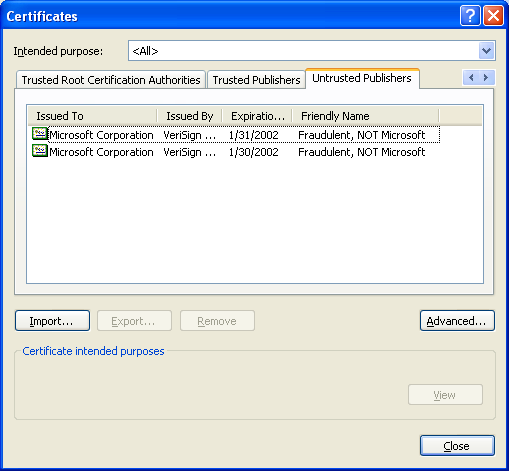 Certificates
Intended purpose: <All>
Trusted Root Certification Authorities Trusted Publishers Untrusted Publishers
Issued To Issued By Expiratio... Friendly Name
Microsoft Corporation VeriSign ... 1/31/2002 Fraudulent, NOT Microsoft
Microsoft Corporation VeriSign ... 1/30/2002 Fraudulent, NOT Microsoft
Import... Export... Remove Advanced...
Certificate intended purposes
View
Close